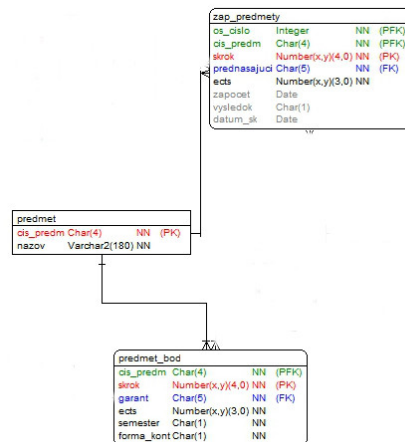 zap_predmety
os_cislo Integer NN (PFK)
cis_predm Char(4) NN (PFK)
skrok Number(x,y)(4,0) NN (PK)
prednasajuci Char(5) NN (FK)
ects Number(x,y)(3,0) NN
zapocet Date
vysledok Char(1)
datum_sk Date
predmet
cis_predm Char(4) NN (PK)
nazov Varchar2(180) NN
predmet_bod
cis_predm Char(4) NN (PFK)
skrok Number(x,y)(4,0) NN (PK)
garant Char(5) NN (FK)
ects Number(x,y)(3,0) NN
semester Char(1) NN
forma_kont Char(1) NN